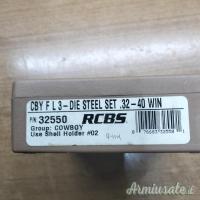 CBY F L 3-DIE STEEL SET .32-40 WIN
P/N 32550 RCBS
Group: COWBOY
Use Shell Holder #02
Armiusate.it